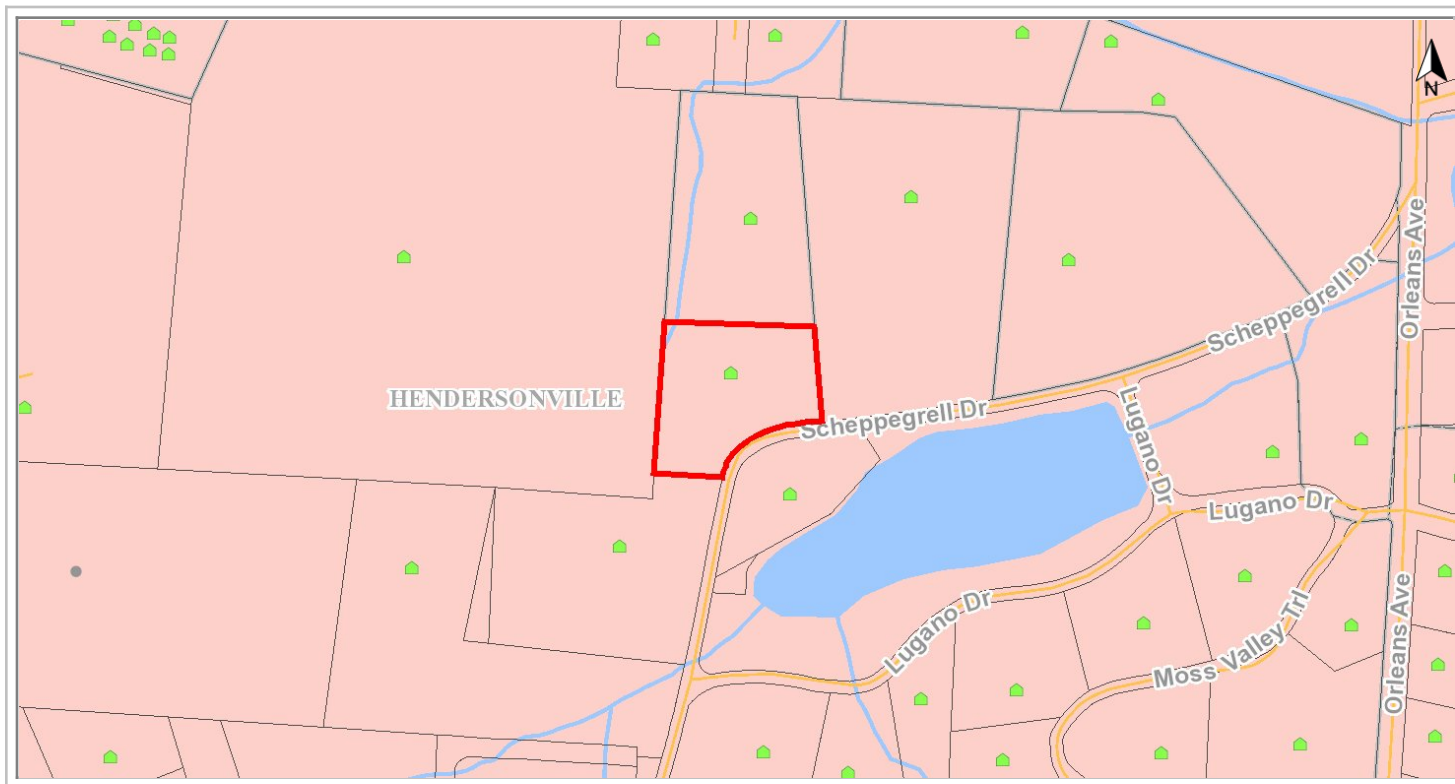 N
Orleans Ave
Scheppegrell Dr
HENDERSONVILLE
Scheppegrell Dr
Lugano Dr
Lugano Dr
Lugano Dr
Moss Valley Trl
Orleans Ave